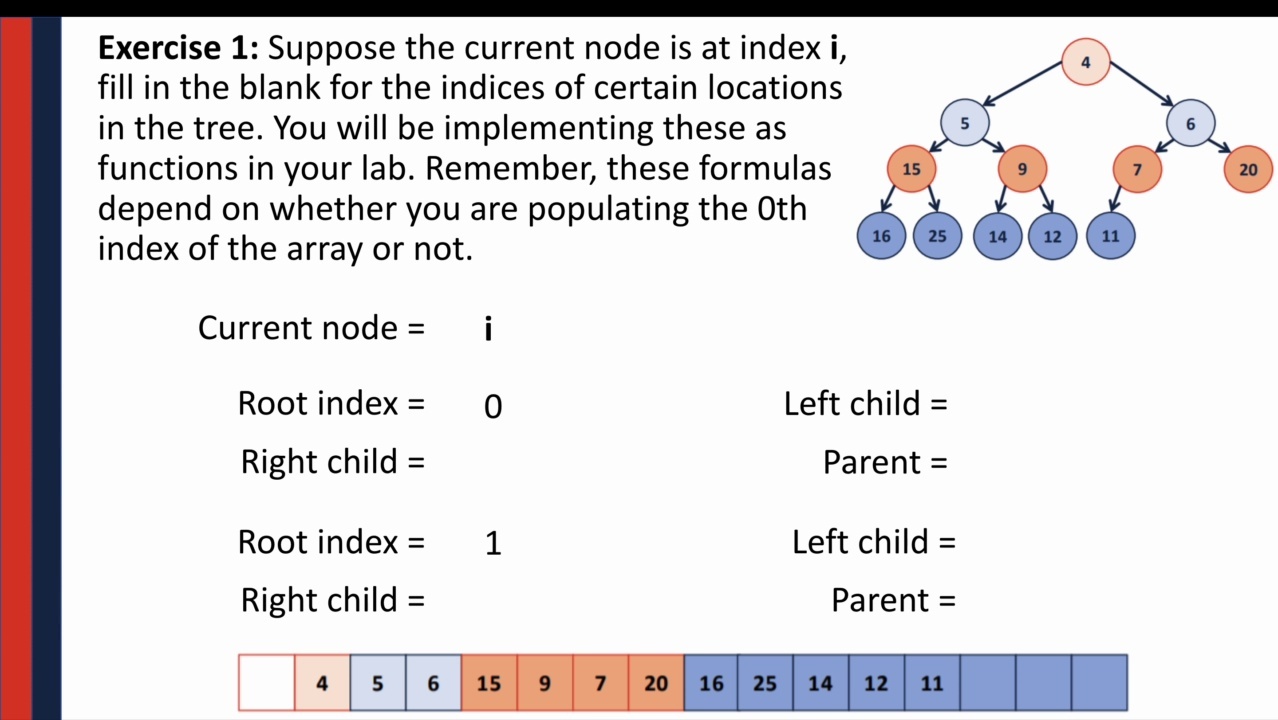 Exercise 1: Suppose the current node is at index i,
fill in the blank for the indices of certain locations
in the tree. You will be implementing these as
functions in your lab. Remember, these formulas
depend on whether you are populating the 0th
index of the array or not.
4
5 6
15 9 7 20
16 25 14 12 11
Current node = i
Root index = 0 Left child =
Right child = Parent =
Root index = 1 Left child =
Right child = Parent =
4 5 6 15 9 7 20 16 25 14 12 11